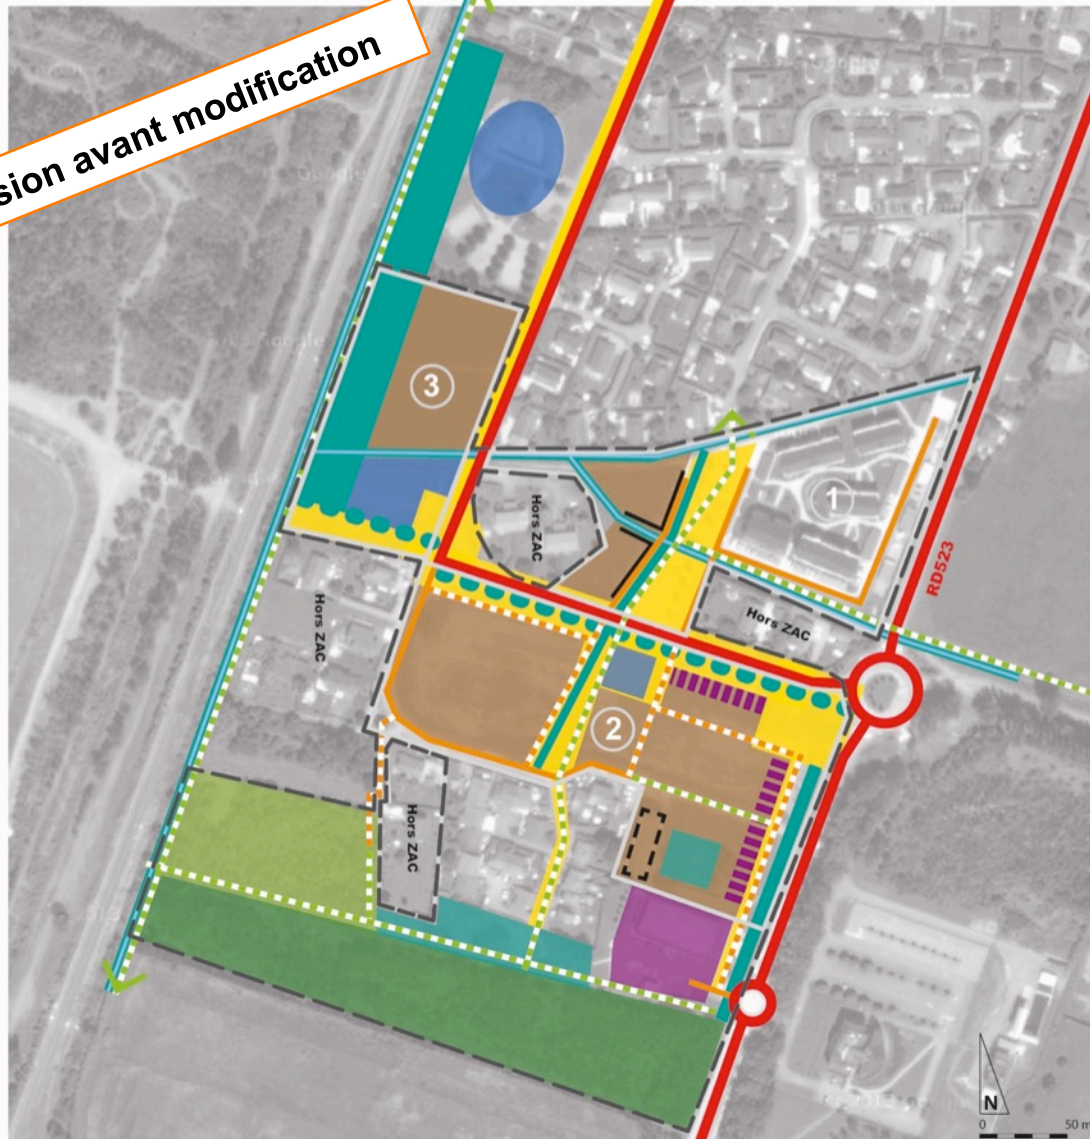 sion avant modification
3
1
Hors ZAC
RD523
Hors ZAC
Hors ZAC
2
Hors ZAC
N
0
50 m